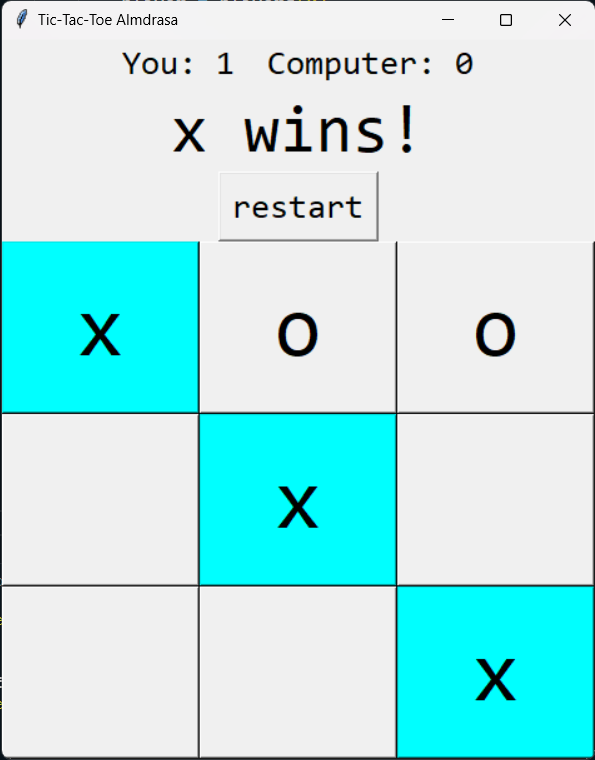 Tic-Tac-Toe Almdrasa
You: 1 Computer: 0
x wins!
restart
x o o
x
x